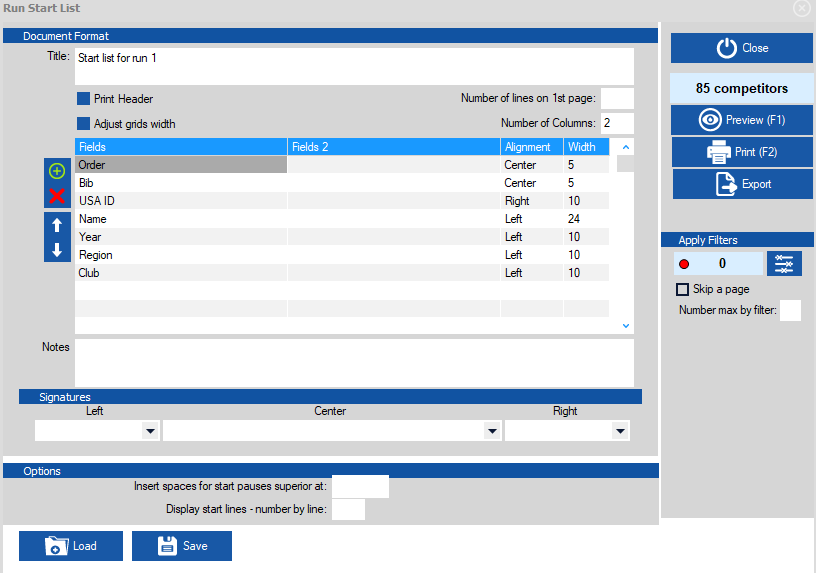 Run Start List
Document Format
Title: Start list for run 1
Print Header Number of lines on 1st page:
Adjust grids width Number of Columns: 2
Fields Fields 2 Alignment Width
Order Center 5
Bib Center 5
USA ID Right 10
Name Left 24
Year Left 10
Region Left 10
Club Left 10
Notes
Signatures
Left Center Right
Options
Insert spaces for start pauses superior at:
Display start lines - number by line:
Load Save
Close
85 competitors
Preview (F1)
Print (F2)
Export
Apply Filters
0
Skip a page
Number max by filter: